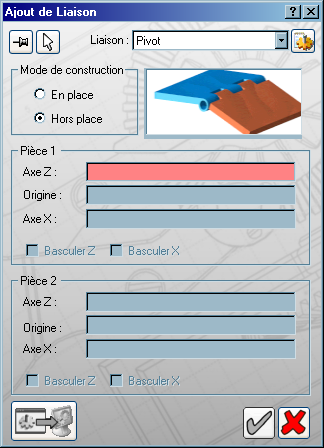 Ajout de Liaison
Liaison : Pivot
Mode de construction
En place
Hors place
Pièce 1
Axe Z :
Origine :
Axe X :
Basculer Z Basculer X
Pièce 2
Axe Z :
Origine :
Axe X :
Basculer Z Basculer X